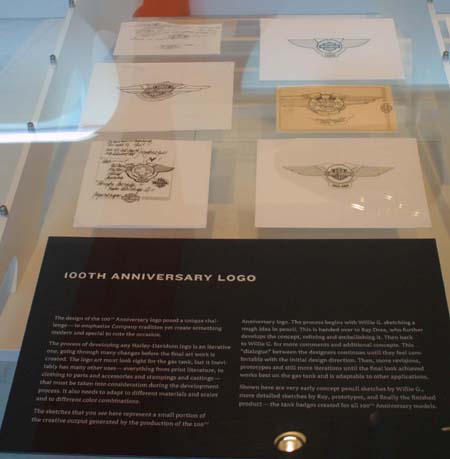 100TH ANNIVERSARY LOGO
The design of the 100TH Anniversary logo posed a unique chal-
lenge — to emphasize Company tradition yet create something
modern and special to note the occasion.
The process of developing any Harley-Davidson logo is an iterative
one, going through many changes before the final art work is
created. The logo art must look right for the gas tank, but it inevi-
tably has many other uses — everything from print literature, to
clothing to parts and accessories and stampings and castings —
that must be taken into consideration during the development
process. It also needs to adapt to different materials and scales
and to different color combinations.
The sketches that you see here represent a small portion of
the creative output generated by the production of the 100TH
Anniversary logo. The process begins with Willie G. sketching a
rough idea in pencil. This is handed over to Ray Drea, who further
develops the concept, refining and embellishing it. Then back
to Willie G. for more comments and additional concepts. This
"dialogue" between the designers continues until they feel com-
fortable with the initial design direction. Then, more revisions,
prototypes and still more iterations until the final look achieved
works best on the gas tank and is adaptable to other applications.
Shown here are very early concept pencil sketches by Willie G.,
more detailed sketches by Ray, prototypes, and finally the finished
product — the tank badges created for all 100TH Anniversary models.